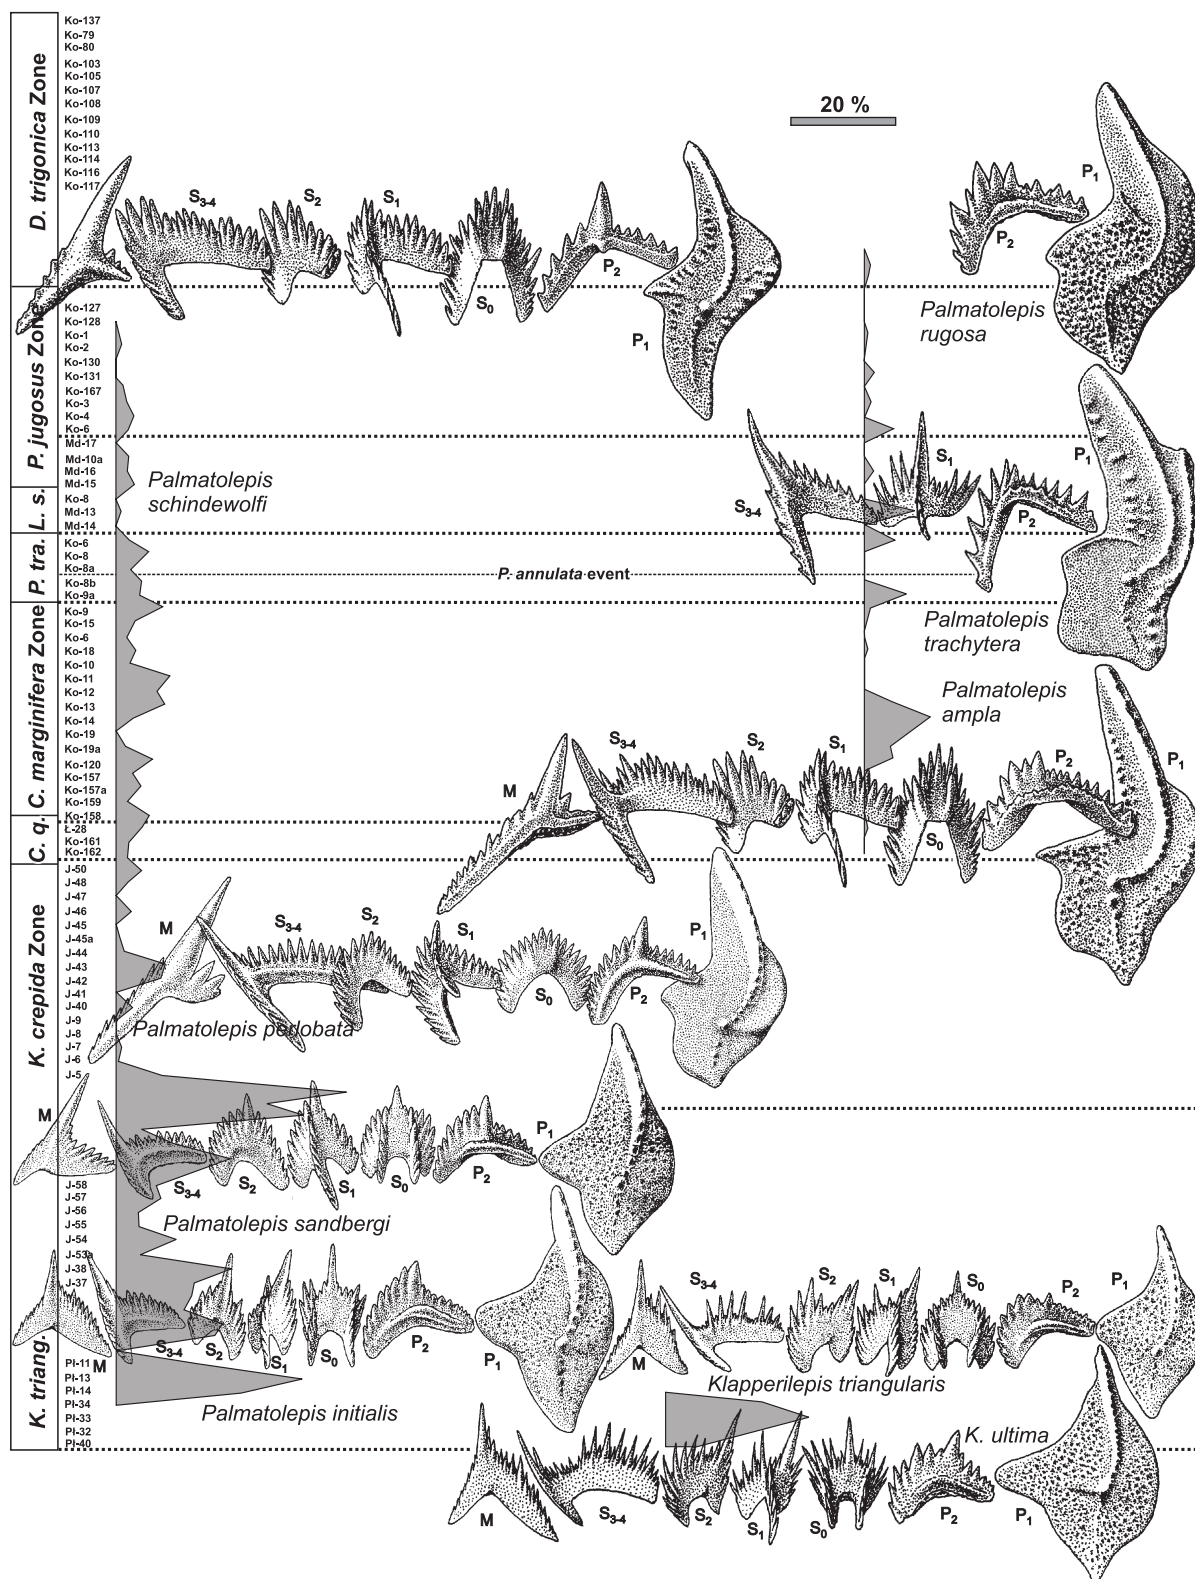 D. trigonica Zone
P. jugosus Zone
L. s.
P. tra.
C. marginifera Zone
C. q.
K. crepida Zone
K. triang.
Ko-137
Ko-79
Ko-80
Ko-103
Ko-105
Ko-107
Ko-108
Ko-109
Ko-110
Ko-113
Ko-114
Ko-116
Ko-117
Ko-127
Ko-128
Ko-1
Ko-2
Ko-130
Ko-131
Ko-167
Ko-3
Ko-4
Ko-6
Md-17
Md-10a
Md-16
Md-15
Ko-8
Md-13
Md-14
Ko-6
Ko-8
Ko-8a
Ko-8b
Ko-9a
Ko-9
Ko-15
Ko-6
Ko-18
Ko-10
Ko-11
Ko-12
Ko-13
Ko-14
Ko-19
Ko-19a
Ko-120
Ko-157
Ko-157a
Ko-159
Ko-158
Ł-28
Ko-161
Ko-162
J-50
J-48
J-47
J-46
J-45
J-45a
J-44
J-43
J-42
J-41
J-40
J-9
J-8
J-7
J-6
J-5
J-58
J-57
J-56
J-55
J-54
J-53a
J-38
J-37
Pł-11
Pł-13
Pł-14
Pł-34
Pł-33
Pł-32
Pł-40
20 %
S3-4
S2
S1
S0
P2
P1
P2
P1
Palmatolepis
rugosa
Palmatolepis
schindewolfi
S3-4
S1
P2
P1
P. annulata event
Palmatolepis
trachytera
Palmatolepis
ampla
M
S3-4
S2
S1
S0
P2
P1
M
S3-4
S2
S1
S0
P2
P1
Palmatolepis perlobata
M
S3-4
S2
S1
S0
P2
P1
Palmatolepis sandbergi
M
S3-4
S2
S1
S0
P2
P1
Palmatolepis initialis
M
S3-4
S2
S1
S0
P2
P1
Klapperilepis triangularis
K. ultima
M
S3-4
S2
S1
S0
P2
P1